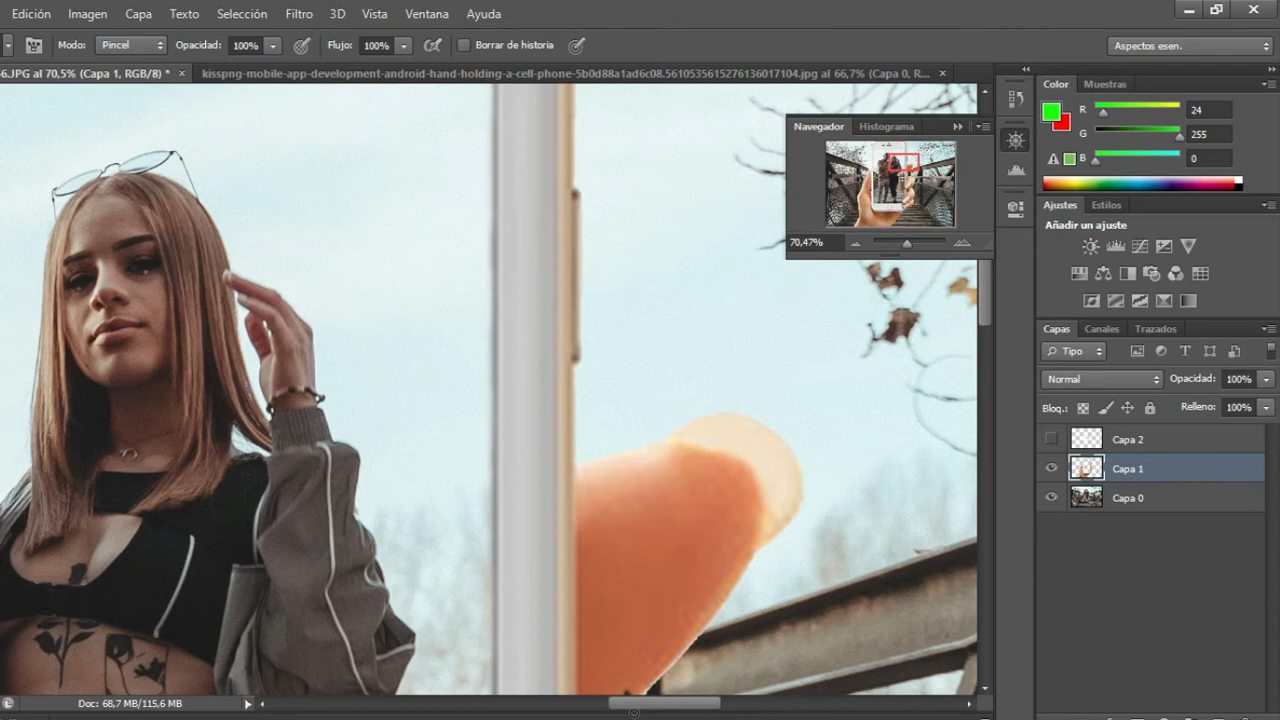 Edición Imagen Capa Texto Selección Filtro 3D Vista Ventana Ayuda
Modo: Pincel Opacidad: 100% Flujo: 100% Borrar de historia Aspectos esen.
6.JPG al 70,5% (Capa 1, RGB/8) * × kisspng-mobile-app-development-android-hand-holding-a-cell-phone-5b0d88a1ad6c08.5610535615276136017104.jpg al 66,7% (Capa 0, R... ×
Color Muestras
R 24
G 255
B 0
Navegador Histograma
70,47%
Ajustes Estilos
Añadir un ajuste
Capas Canales Trazados
Tipo
Normal Opacidad: 100%
Bloq.: Relleno: 100%
Capa 2
Capa 1
Capa 0
Doc: 68,7 MB/115,6 MB